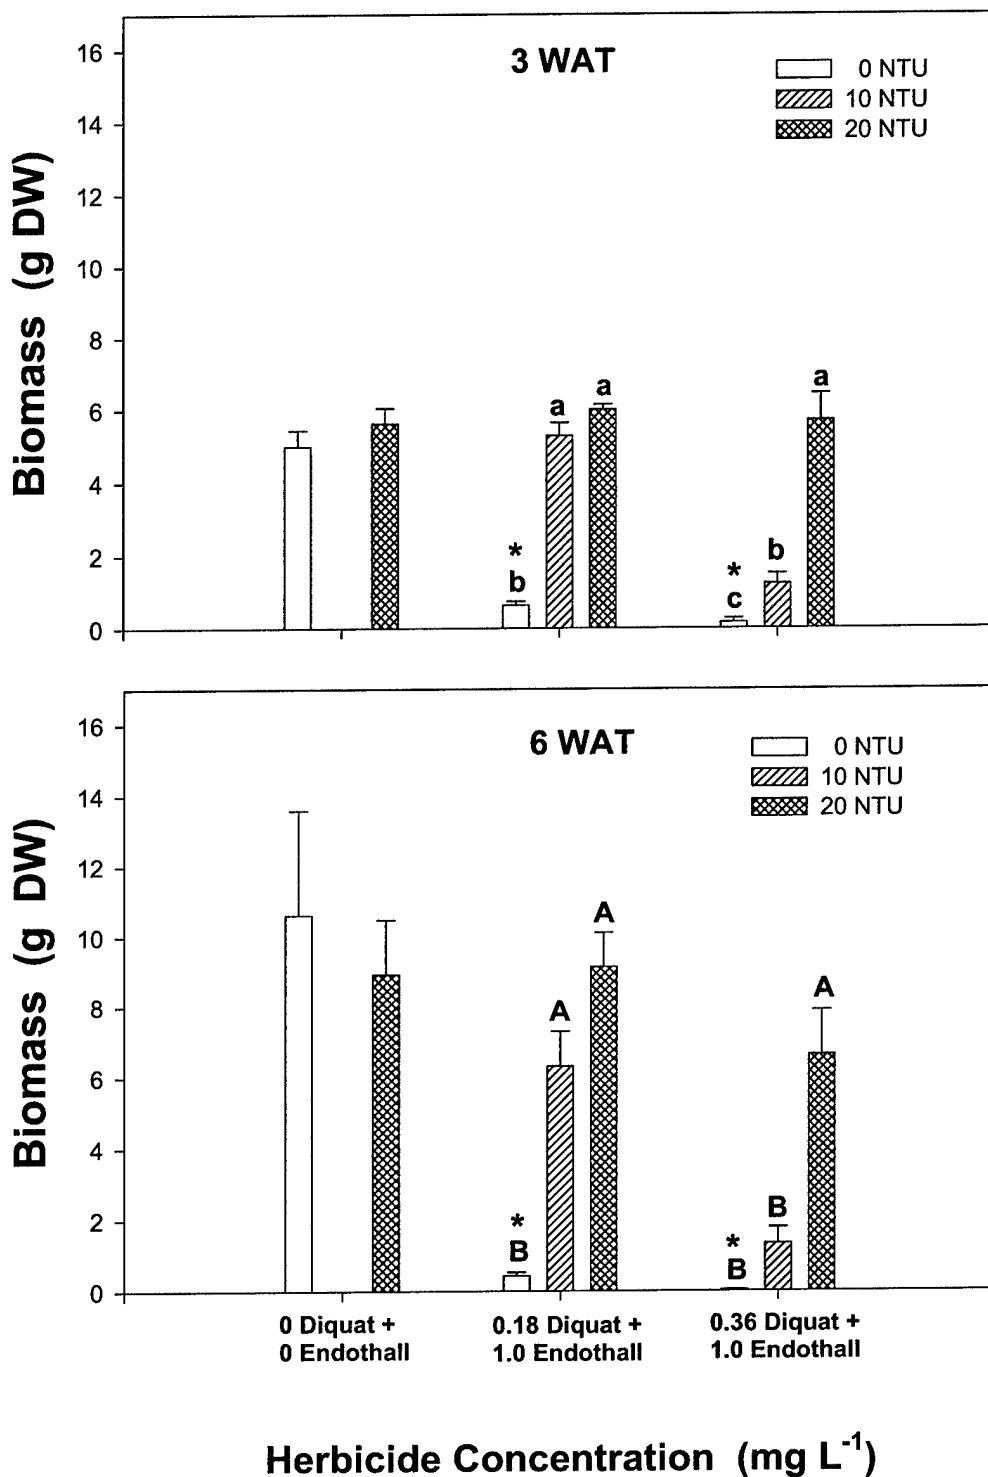 3 WAT
0 NTU
10 NTU
20 NTU
Biomass (g DW)
16
14
12
10
8
6
4
2
0
* b
a
a
* c
b
a
6 WAT
0 NTU
10 NTU
20 NTU
Biomass (g DW)
16
14
12
10
8
6
4
2
0
* B
A
A
* B
B
A
0 Diquat +
0 Endothall
0.18 Diquat +
1.0 Endothall
0.36 Diquat +
1.0 Endothall
Herbicide Concentration (mg L⁻¹)